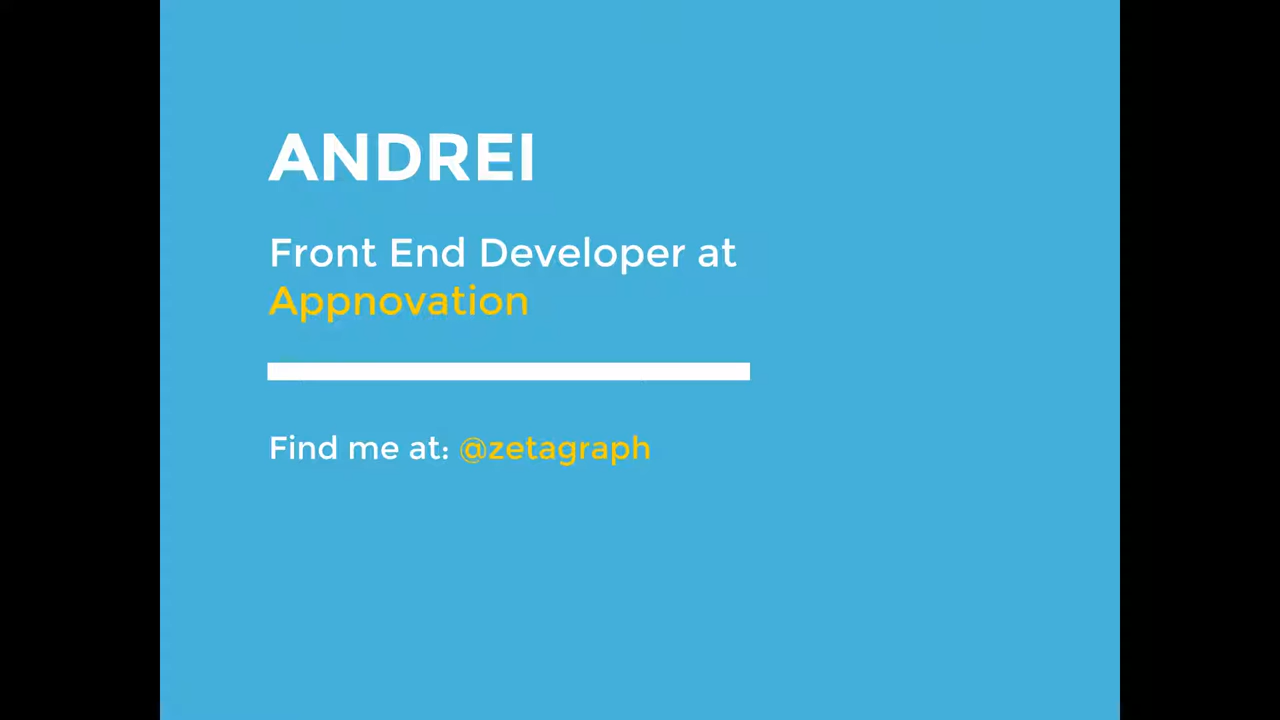 ANDREI
Front End Developer at
Appnovation
Find me at: @zetagraph